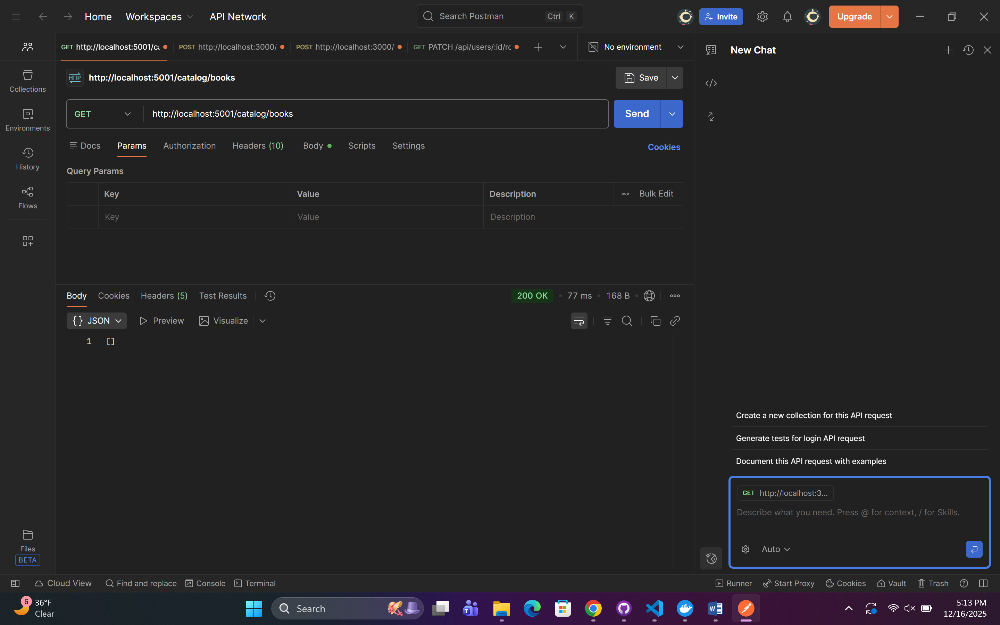 Home
Workspaces
API Network
Search Postman
Ctrl
K
Invite
Upgrade
GET http://localhost:5001/ca
POST http://localhost:3000/
POST http://localhost:3000/
GET PATCH /api/users/:id/rc
No environment
New Chat
Collections
Environments
History
Flows
Files
BETA
HTTP
http://localhost:5001/catalog/books
Save
GET
http://localhost:5001/catalog/books
Send
Docs
Params
Authorization
Headers (10)
Body
Scripts
Settings
Cookies
Query Params
Key
Value
Description
Bulk Edit
Key
Value
Description
Body
Cookies
Headers (5)
Test Results
200 OK
77 ms
168 B
{ } JSON
Preview
Visualize
1
[]
Create a new collection for this API request
Generate tests for login API request
Document this API request with examples
GET http://localhost:3...
Describe what you need. Press @ for context, / for Skills.
Auto
Cloud View
Find and replace
Console
Terminal
Runner
Start Proxy
Cookies
Vault
Trash
6
36°F
Clear
Search
5:13 PM
12/16/2025